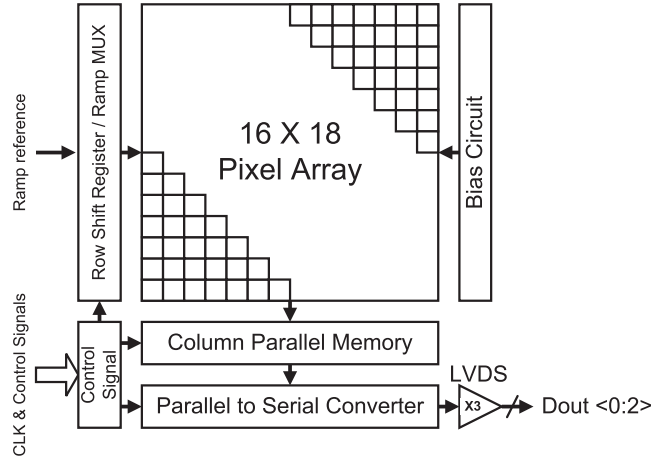 Ramp reference
Row Shift Register / Ramp MUX
16 X 18
Pixel Array
Bias Circuit
CLK & Control Signals
Control
Signal
Column Parallel Memory
Parallel to Serial Converter
LVDS
X3
Dout <0:2>